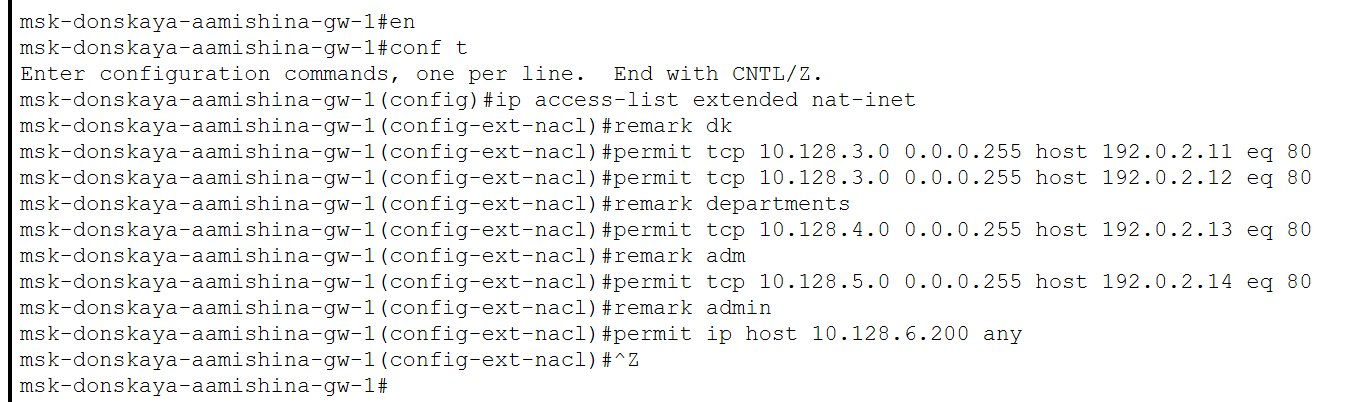 msk-donskaya-aamishina-gw-1#en
msk-donskaya-aamishina-gw-1#conf t
Enter configuration commands, one per line.  End with CNTL/Z.
msk-donskaya-aamishina-gw-1(config)#ip access-list extended nat-inet
msk-donskaya-aamishina-gw-1(config-ext-nacl)#remark dk
msk-donskaya-aamishina-gw-1(config-ext-nacl)#permit tcp 10.128.3.0 0.0.0.255 host 192.0.2.11 eq 80
msk-donskaya-aamishina-gw-1(config-ext-nacl)#permit tcp 10.128.3.0 0.0.0.255 host 192.0.2.12 eq 80
msk-donskaya-aamishina-gw-1(config-ext-nacl)#remark departments
msk-donskaya-aamishina-gw-1(config-ext-nacl)#permit tcp 10.128.4.0 0.0.0.255 host 192.0.2.13 eq 80
msk-donskaya-aamishina-gw-1(config-ext-nacl)#remark adm
msk-donskaya-aamishina-gw-1(config-ext-nacl)#permit tcp 10.128.5.0 0.0.0.255 host 192.0.2.14 eq 80
msk-donskaya-aamishina-gw-1(config-ext-nacl)#remark admin
msk-donskaya-aamishina-gw-1(config-ext-nacl)#permit ip host 10.128.6.200 any
msk-donskaya-aamishina-gw-1(config-ext-nacl)#^Z
msk-donskaya-aamishina-gw-1#